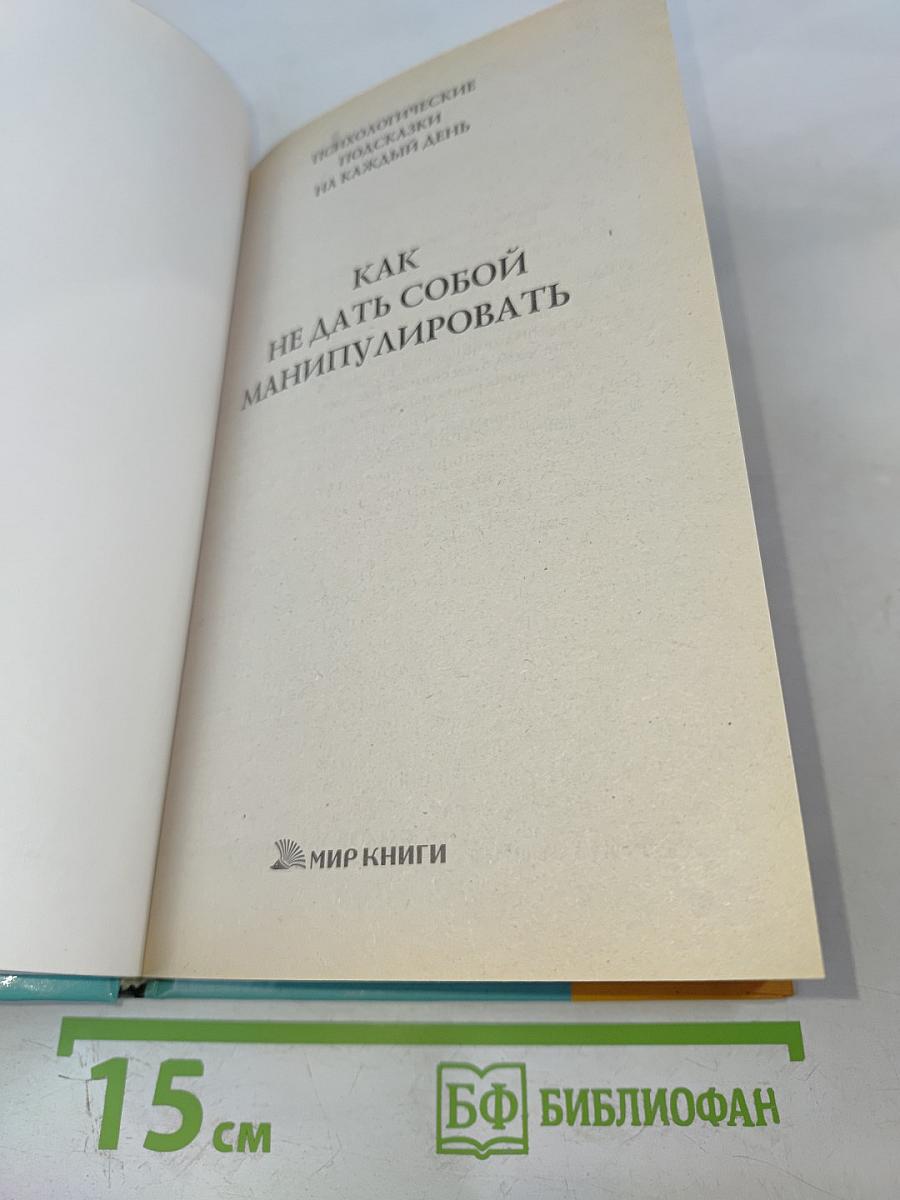 ПСИХОЛОГИЧЕСКИЕ
ПОДСКАЗКИ
НА КАЖДЫЙ ДЕНЬ
КАК
НЕ ДАТЬ СОБОЙ
МАНИПУЛИРОВАТЬ
МИР КНИГИ
15 см
БФ БИБЛИОФАН